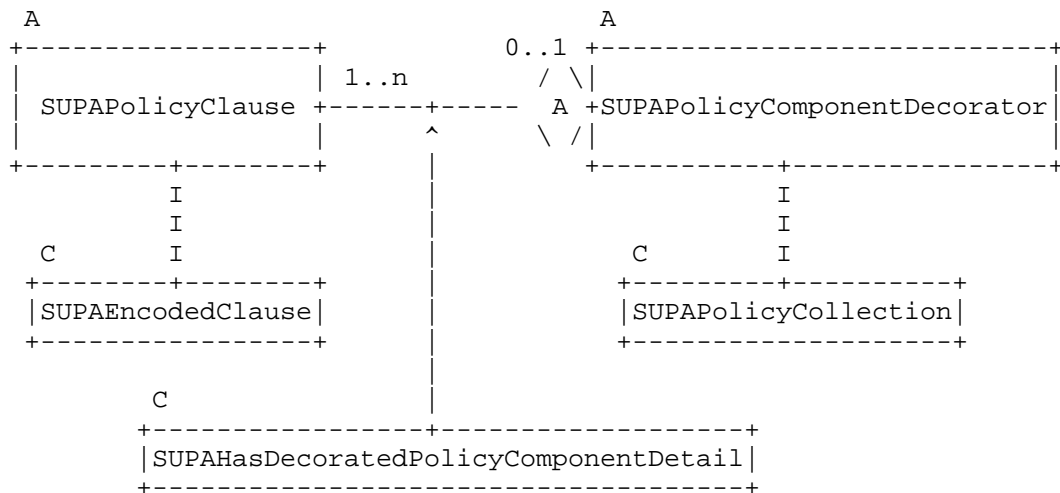 A A
0..1
1..n
SUPAPolicyClause A SUPAPolicyComponentDecorator
I I
I I
C I C I
SUPAEncodedClause SUPAPolicyCollection
C
SUPAHasDecoratedPolicyComponentDetail